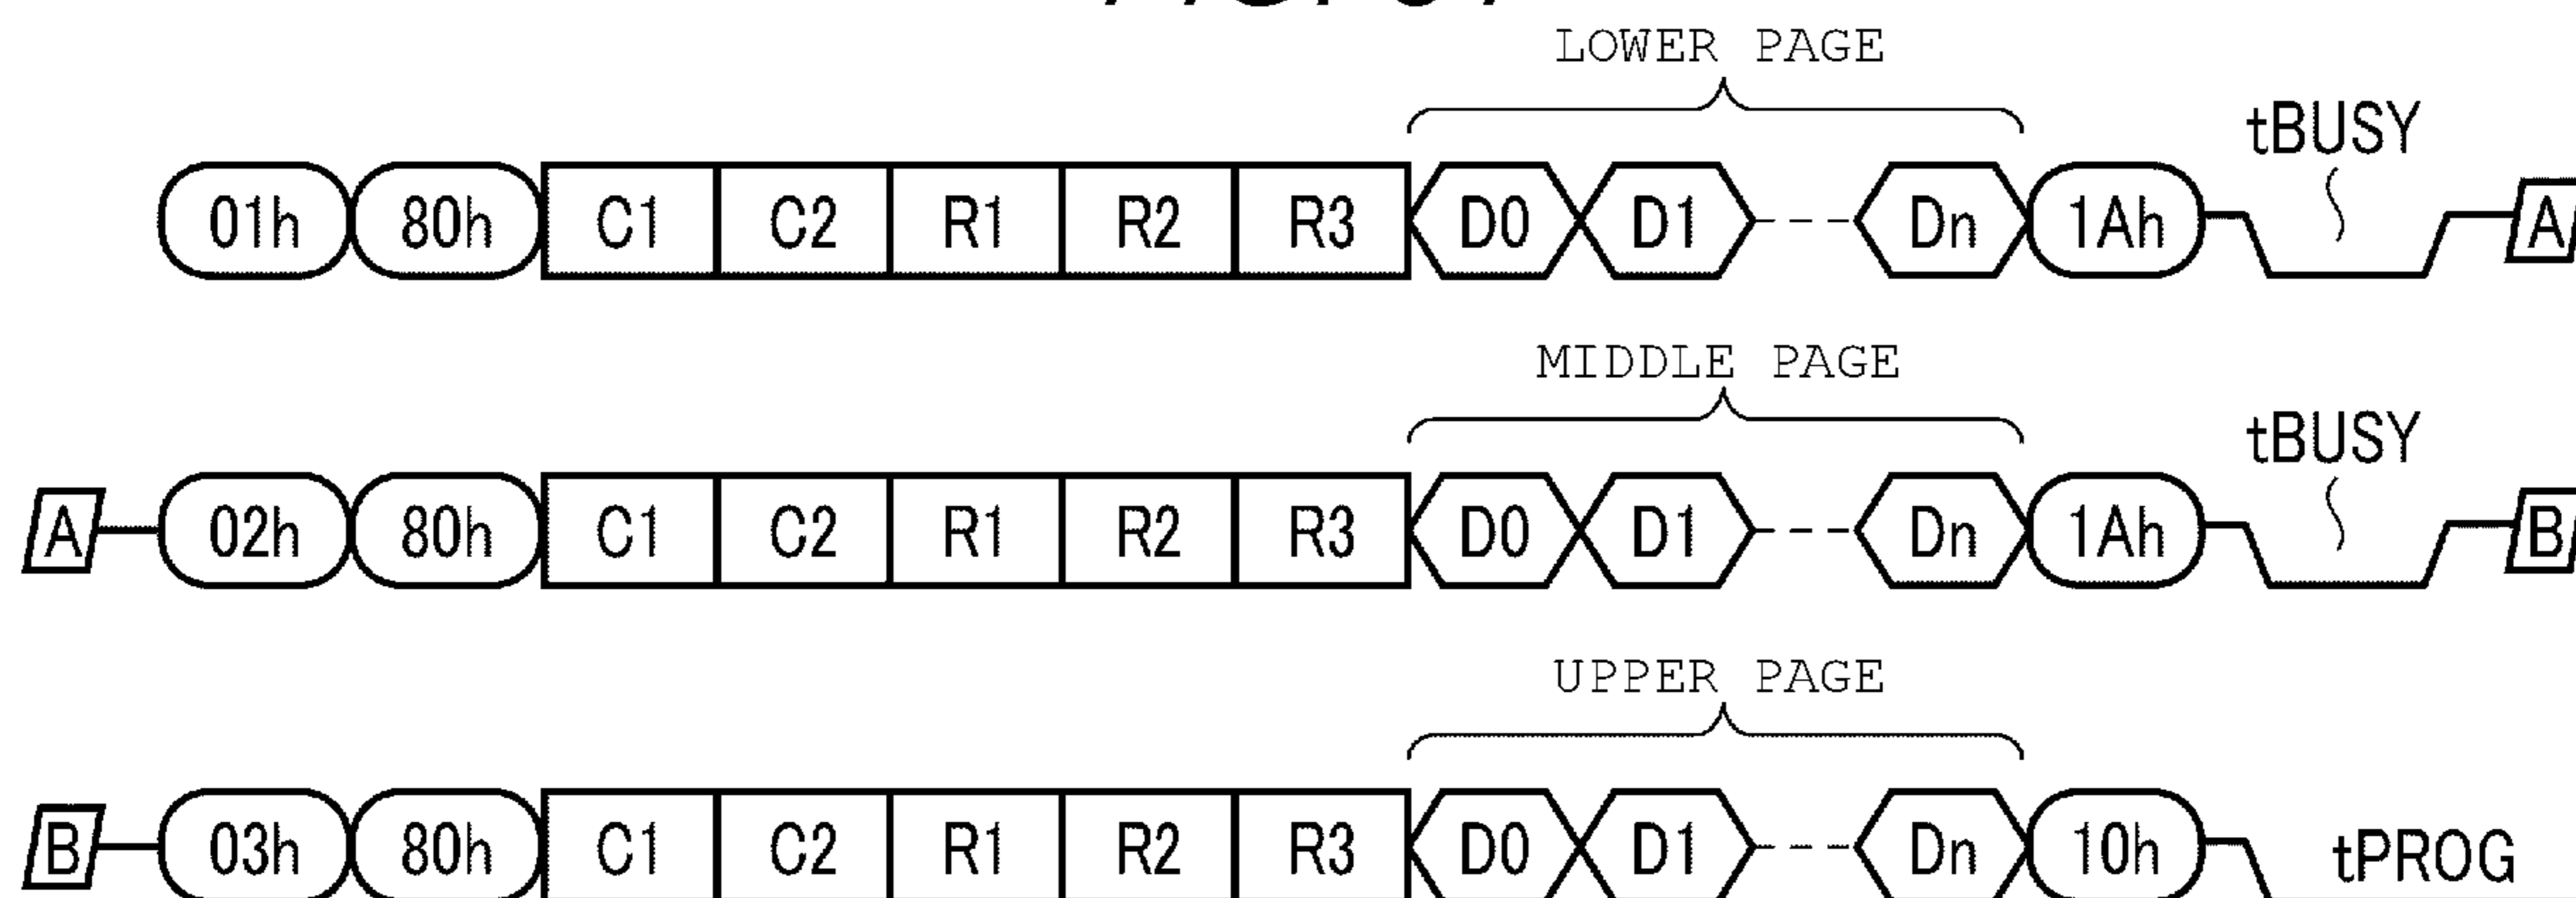 LOWER PAGE
tBUSY
01h 80h C1 C2 R1 R2 R3 D0 D1 Dn 1Ah A
MIDDLE PAGE
tBUSY
A 02h 80h C1 C2 R1 R2 R3 D0 D1 Dn 1Ah B
UPPER PAGE
B 03h 80h C1 C2 R1 R2 R3 D0 D1 Dn 10h tPROG